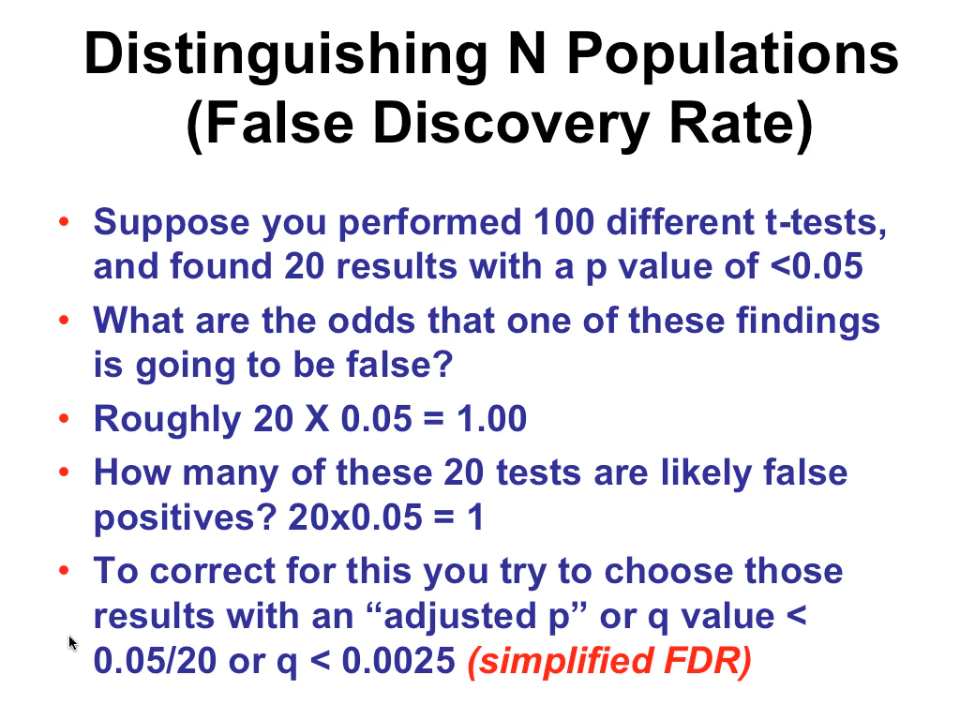 Distinguishing N Populations
(False Discovery Rate)
• Suppose you performed 100 different t-tests,
and found 20 results with a p value of <0.05
• What are the odds that one of these findings
is going to be false?
• Roughly 20 X 0.05 = 1.00
• How many of these 20 tests are likely false
positives? 20x0.05 = 1
• To correct for this you try to choose those
results with an “adjusted p” or q value <
0.05/20 or q < 0.0025 (simplified FDR)